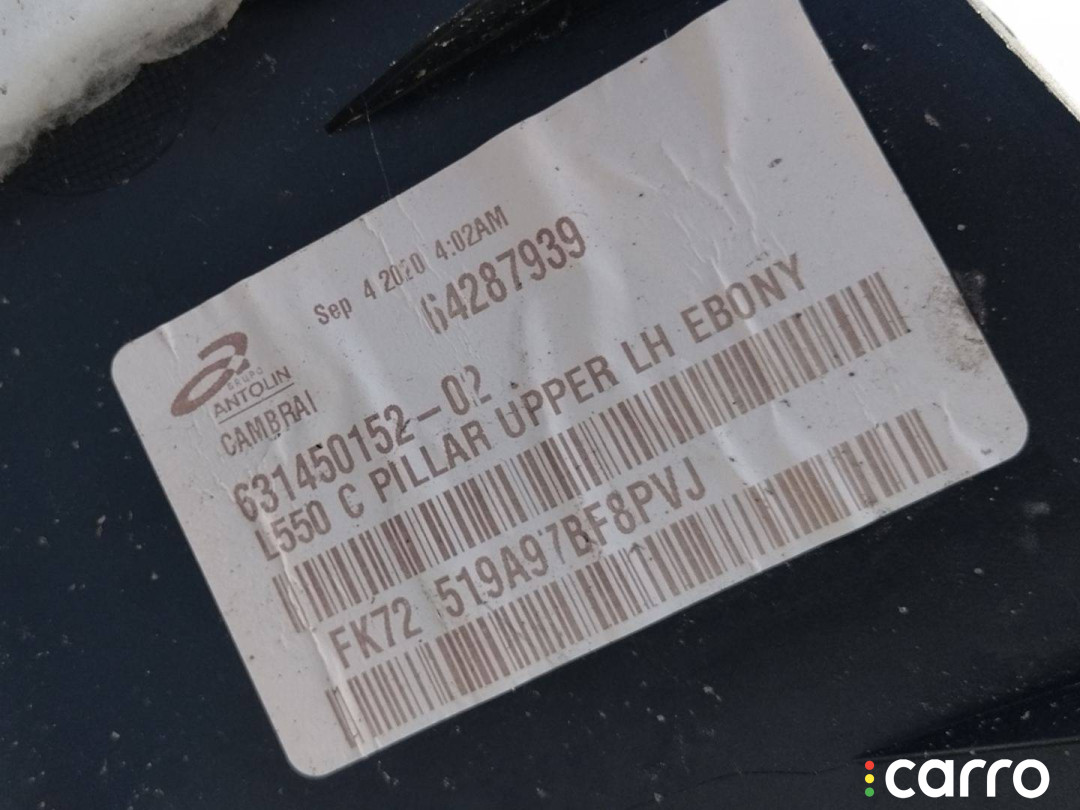 Sep 4 2020 4:02AM
64287939
GRUPO
ANTOLIN
CAMBRAI
631450152-02
L550 C PILLAR UPPER LH EBONY
FK72 519A97BF8PVJ
carro